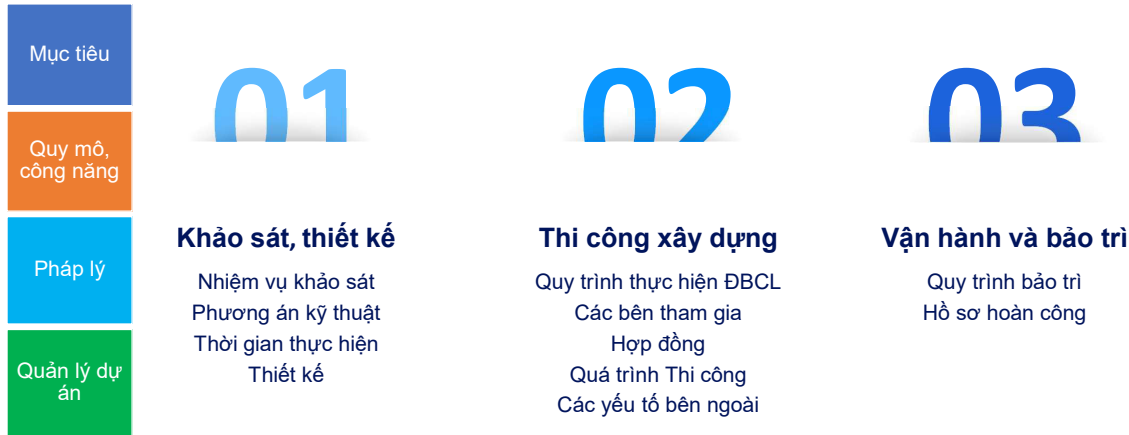 Mục tiêu
Quy mô,
công năng
Pháp lý
Quản lý dự
án
01
Khảo sát, thiết kế
Nhiệm vụ khảo sát
Phương án kỹ thuật
Thời gian thực hiện
Thiết kế
02
Thi công xây dựng
Quy trình thực hiện ĐBCL
Các bên tham gia
Hợp đồng
Quá trình Thi công
Các yếu tố bên ngoài
03
Vận hành và bảo trì
Quy trình bảo trì
Hồ sơ hoàn công